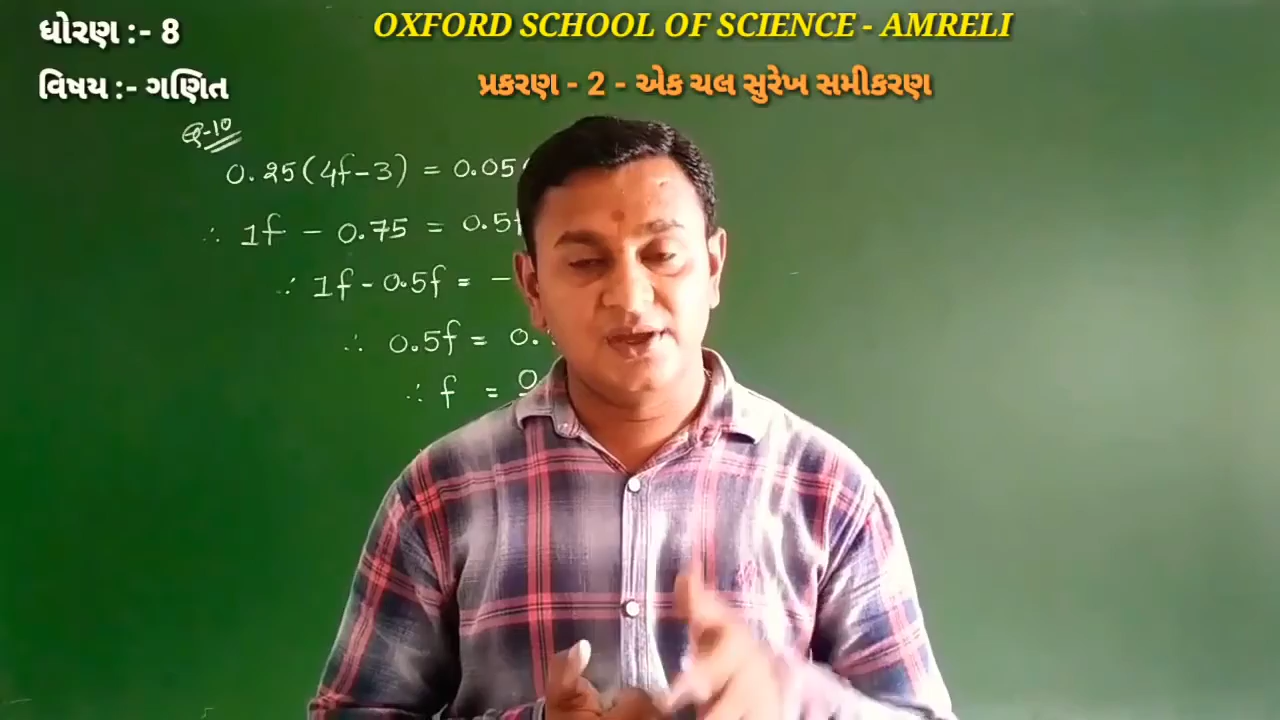 ધોરણ :- 8
OXFORD SCHOOL OF SCIENCE - AMRELI
વિષય :- ગણિત
પ્રકરણ - 2 - એક ચલ સુરેખ સમીકરણ
Q-10
0.25(4f-3) = 0.05
∴ 1f - 0.75 = 0.5f
∴ 1f - 0.5f = -
∴ 0.5f = 0.
∴ f = 0